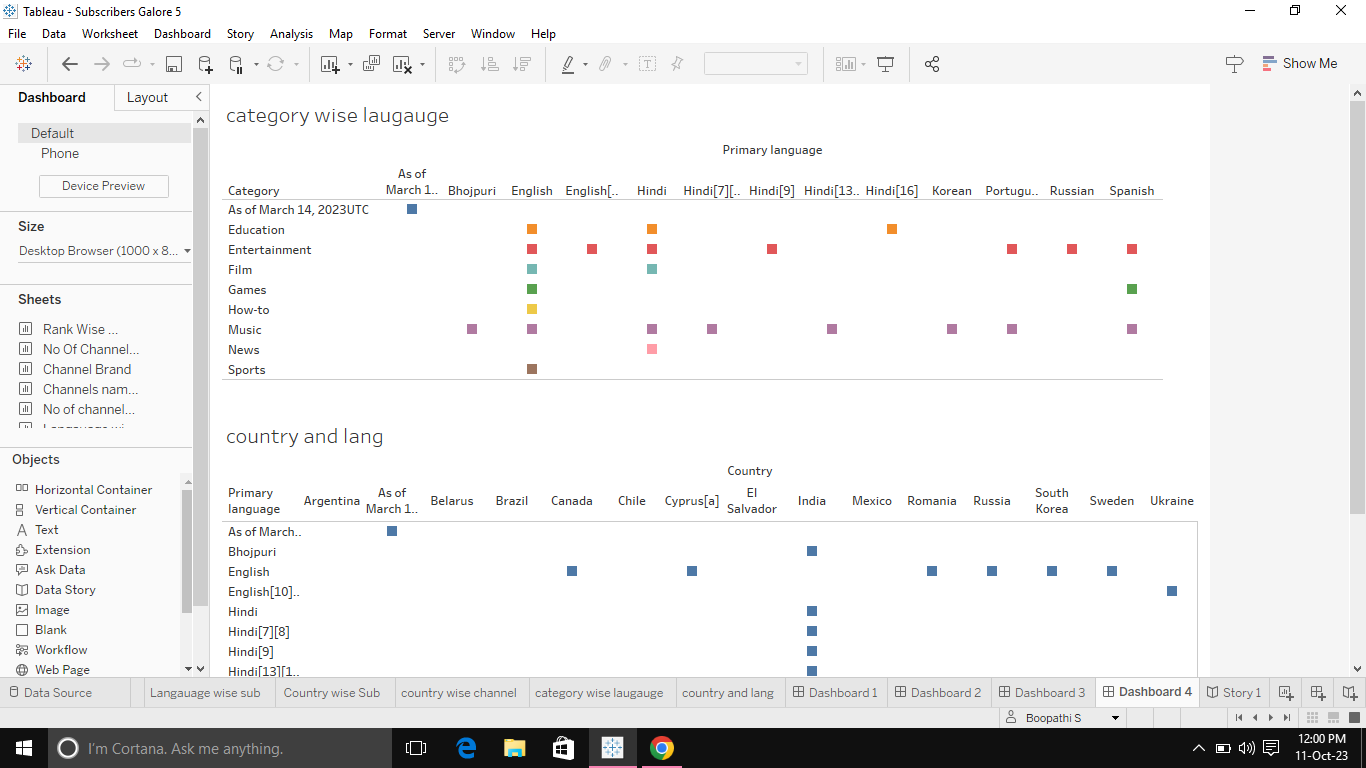 Tableau - Subscribers Galore 5
File Data Worksheet Dashboard Story Analysis Map Format Server Window Help
Show Me
Dashboard Layout
Default
Phone
Device Preview
Size
Desktop Browser (1000 x 8...
Sheets
Rank Wise ...
No Of Channel...
Channel Brand
Channels nam...
No of channel...
Objects
Horizontal Container
Vertical Container
Text
Extension
Ask Data
Data Story
Image
Blank
Workflow
Web Page
category wise laugauge
Primary language
Category As of March 1.. Bhojpuri English English[.. Hindi Hindi[7][.. Hindi[9] Hindi[13.. Hindi[16] Korean Portugu.. Russian Spanish
As of March 14, 2023UTC
Education
Entertainment
Film
Games
How-to
Music
News
Sports
country and lang
Country
Primary language Argentina As of March 1.. Belarus Brazil Canada Chile Cyprus[a] El Salvador India Mexico Romania Russia South Korea Sweden Ukraine
As of March..
Bhojpuri
English
English[10]..
Hindi
Hindi[7][8]
Hindi[9]
Hindi[13][1..
Data Source Langauage wise sub Country wise Sub country wise channel category wise laugauge country and lang Dashboard 1 Dashboard 2 Dashboard 3 Dashboard 4 Story 1
Boopathi S
I'm Cortana. Ask me anything.
12:00 PM
11-Oct-23